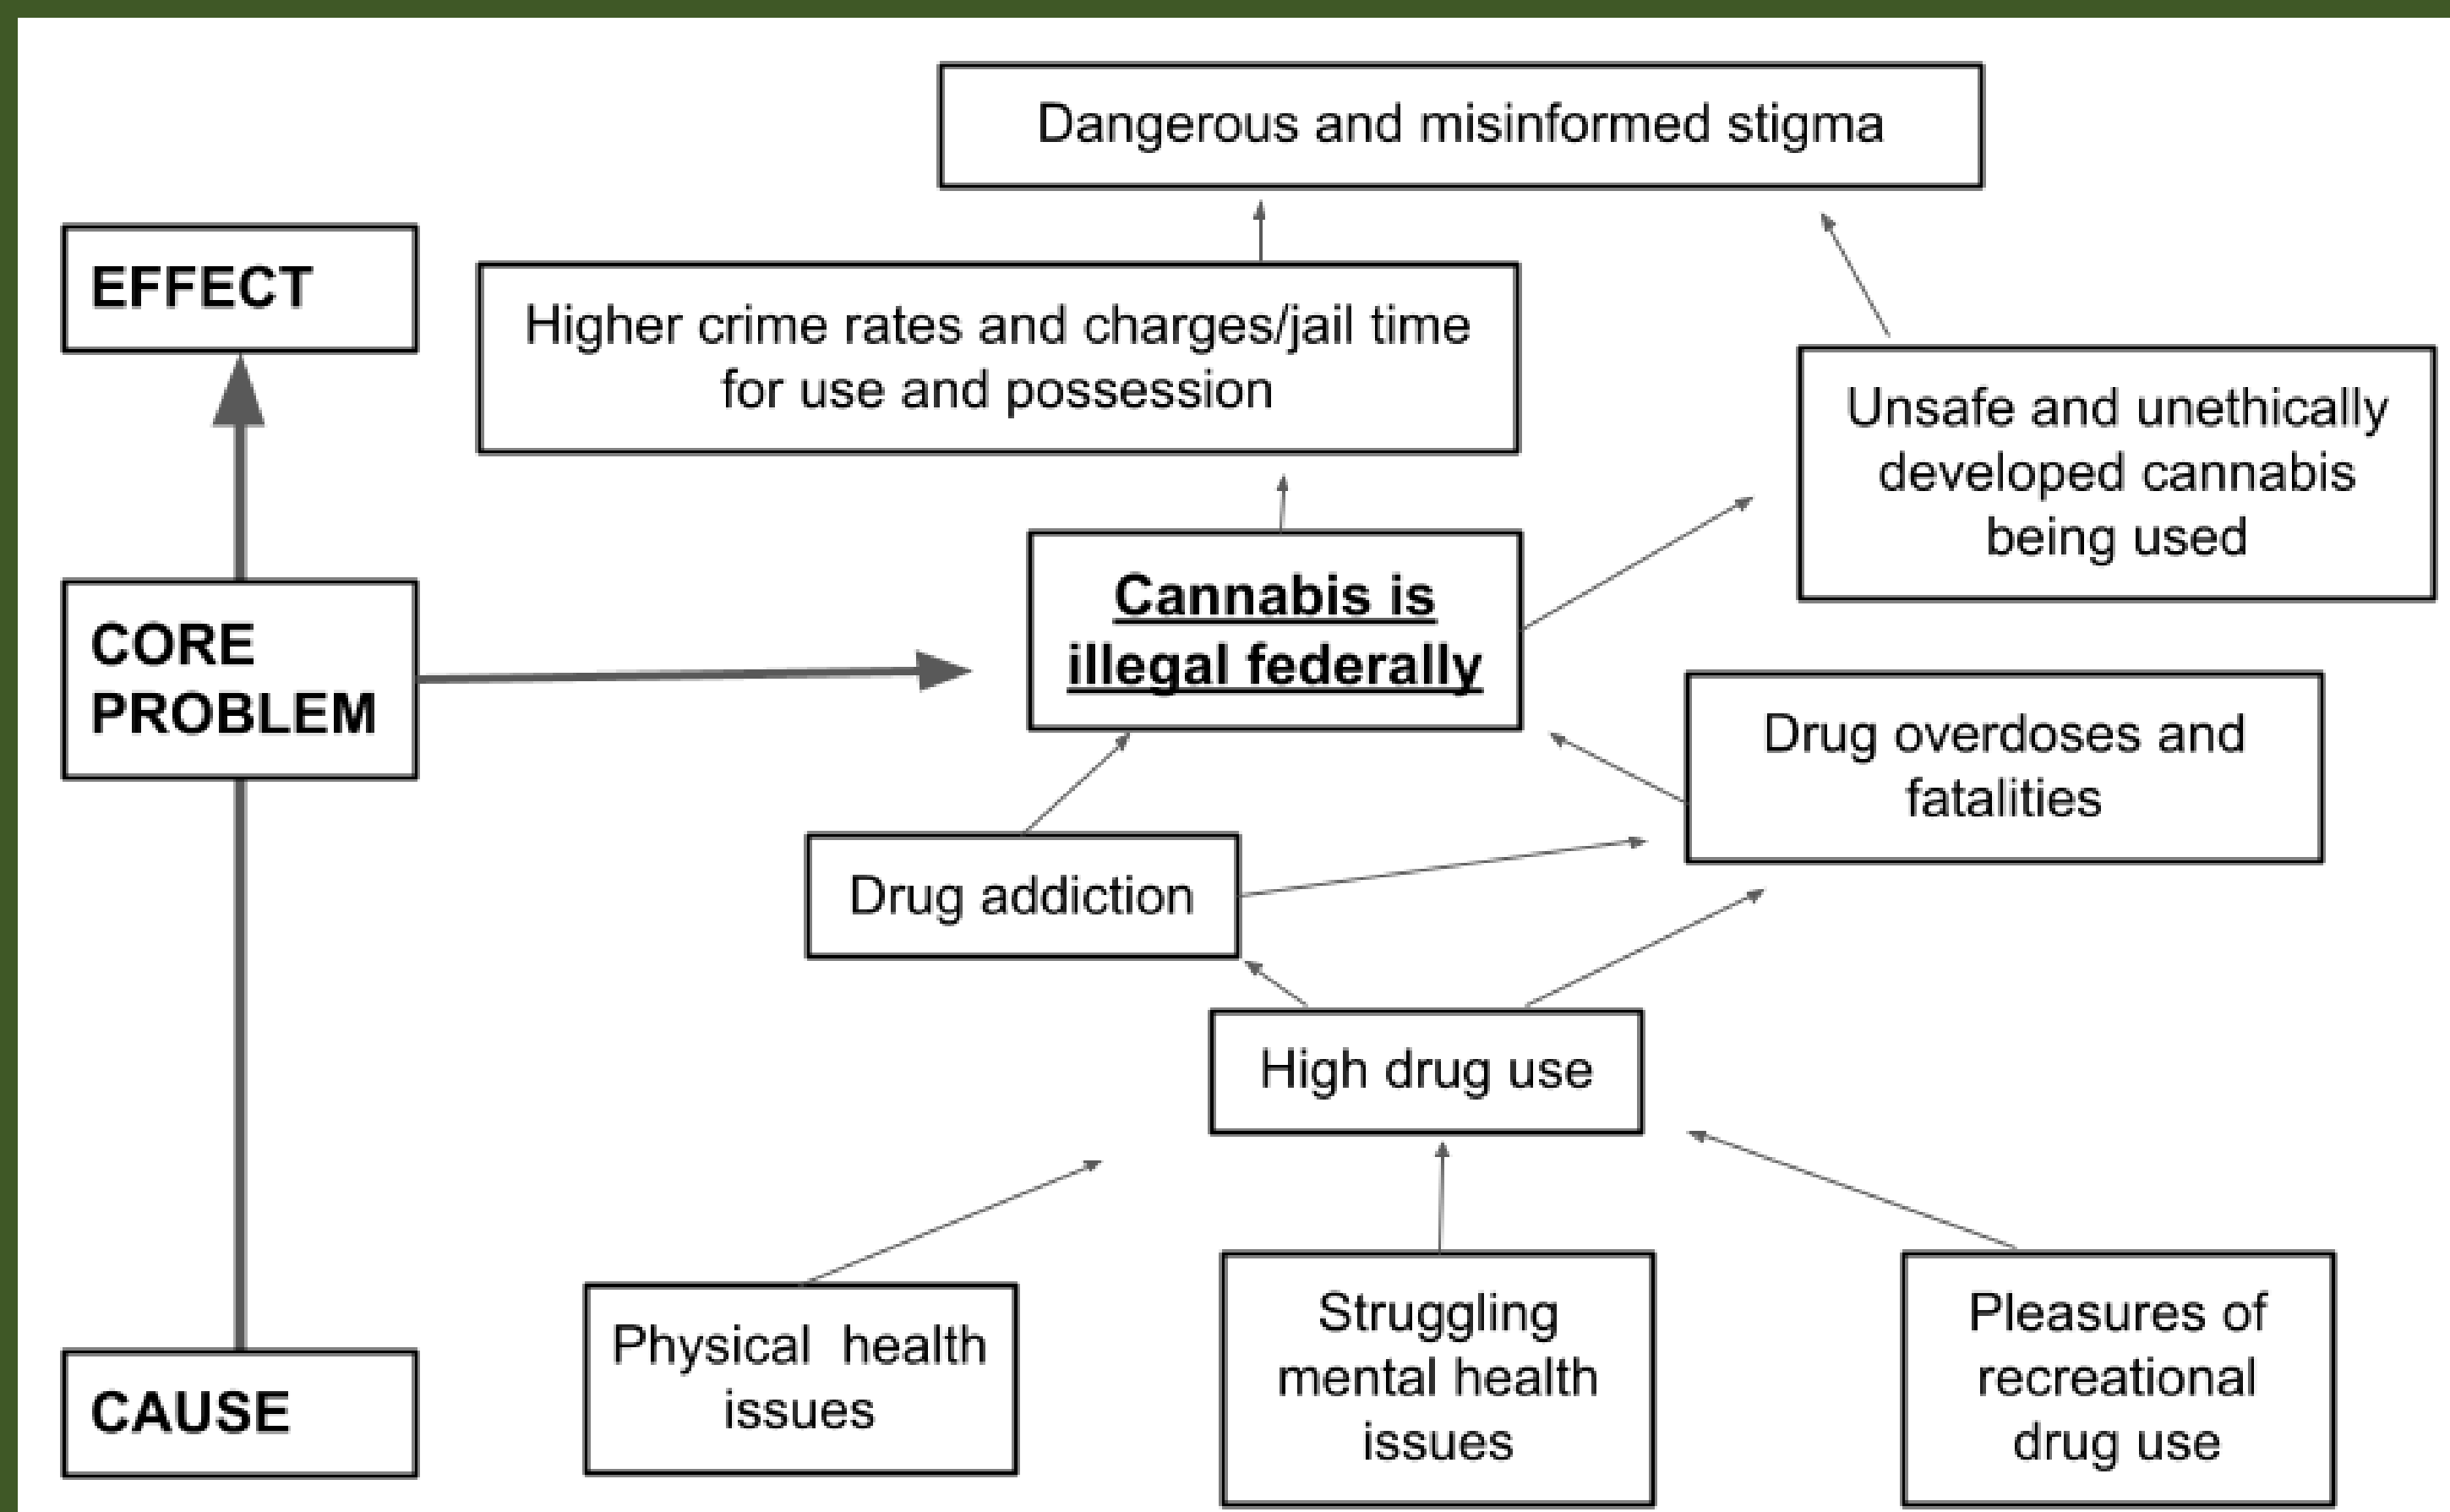 Dangerous and misinformed stigma
EFFECT
Higher crime rates and charges/jail time
for use and possession
Unsafe and unethically
developed cannabis
being used
CORE
PROBLEM
Cannabis is
illegal federally
Drug overdoses and
fatalities
Drug addiction
High drug use
CAUSE
Physical health
issues
Struggling
mental health
issues
Pleasures of
recreational
drug use